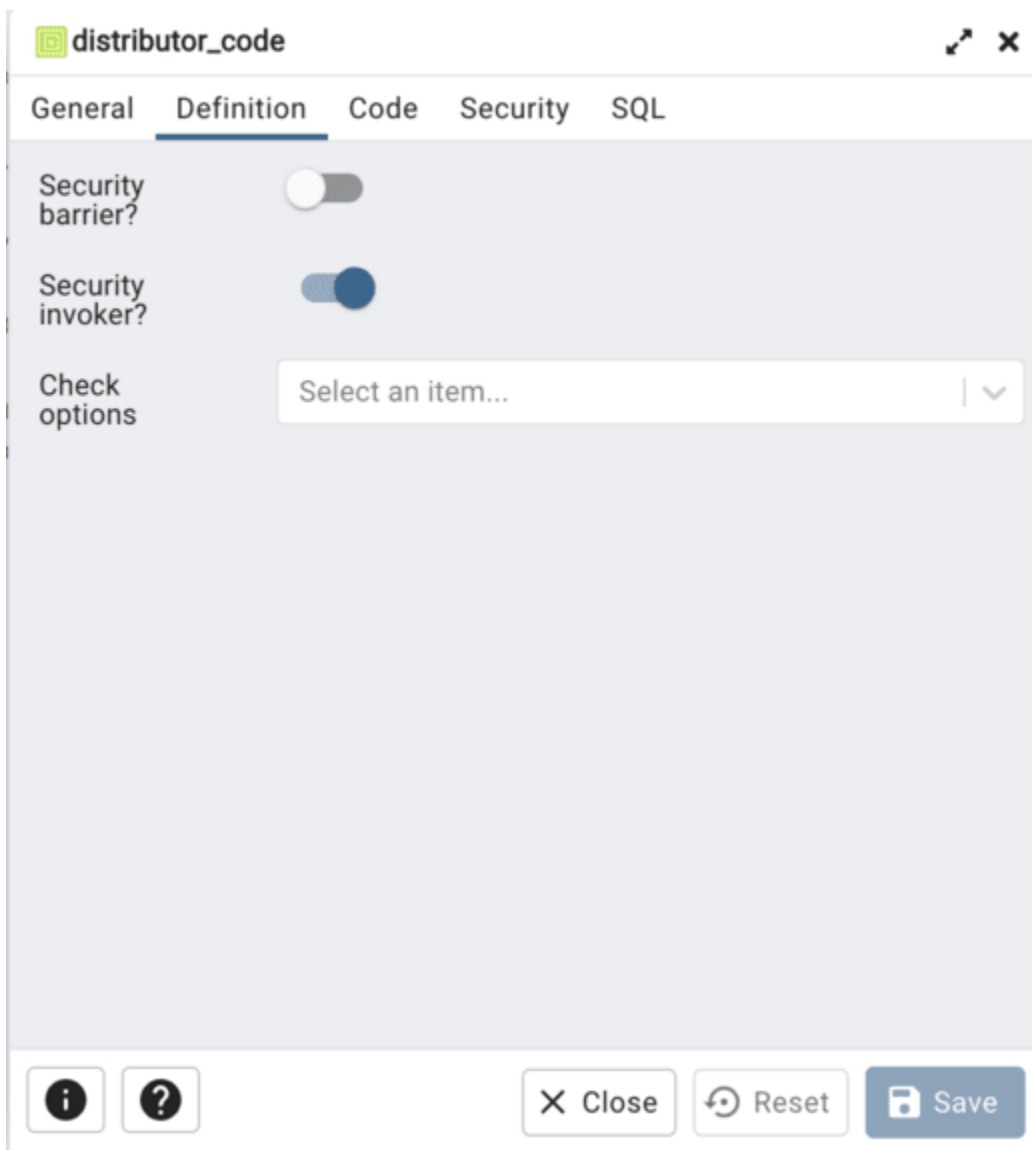 distributor_code
General Definition Code Security SQL
Security
barrier?
Security
invoker?
Check
options
Select an item...
Close Reset Save